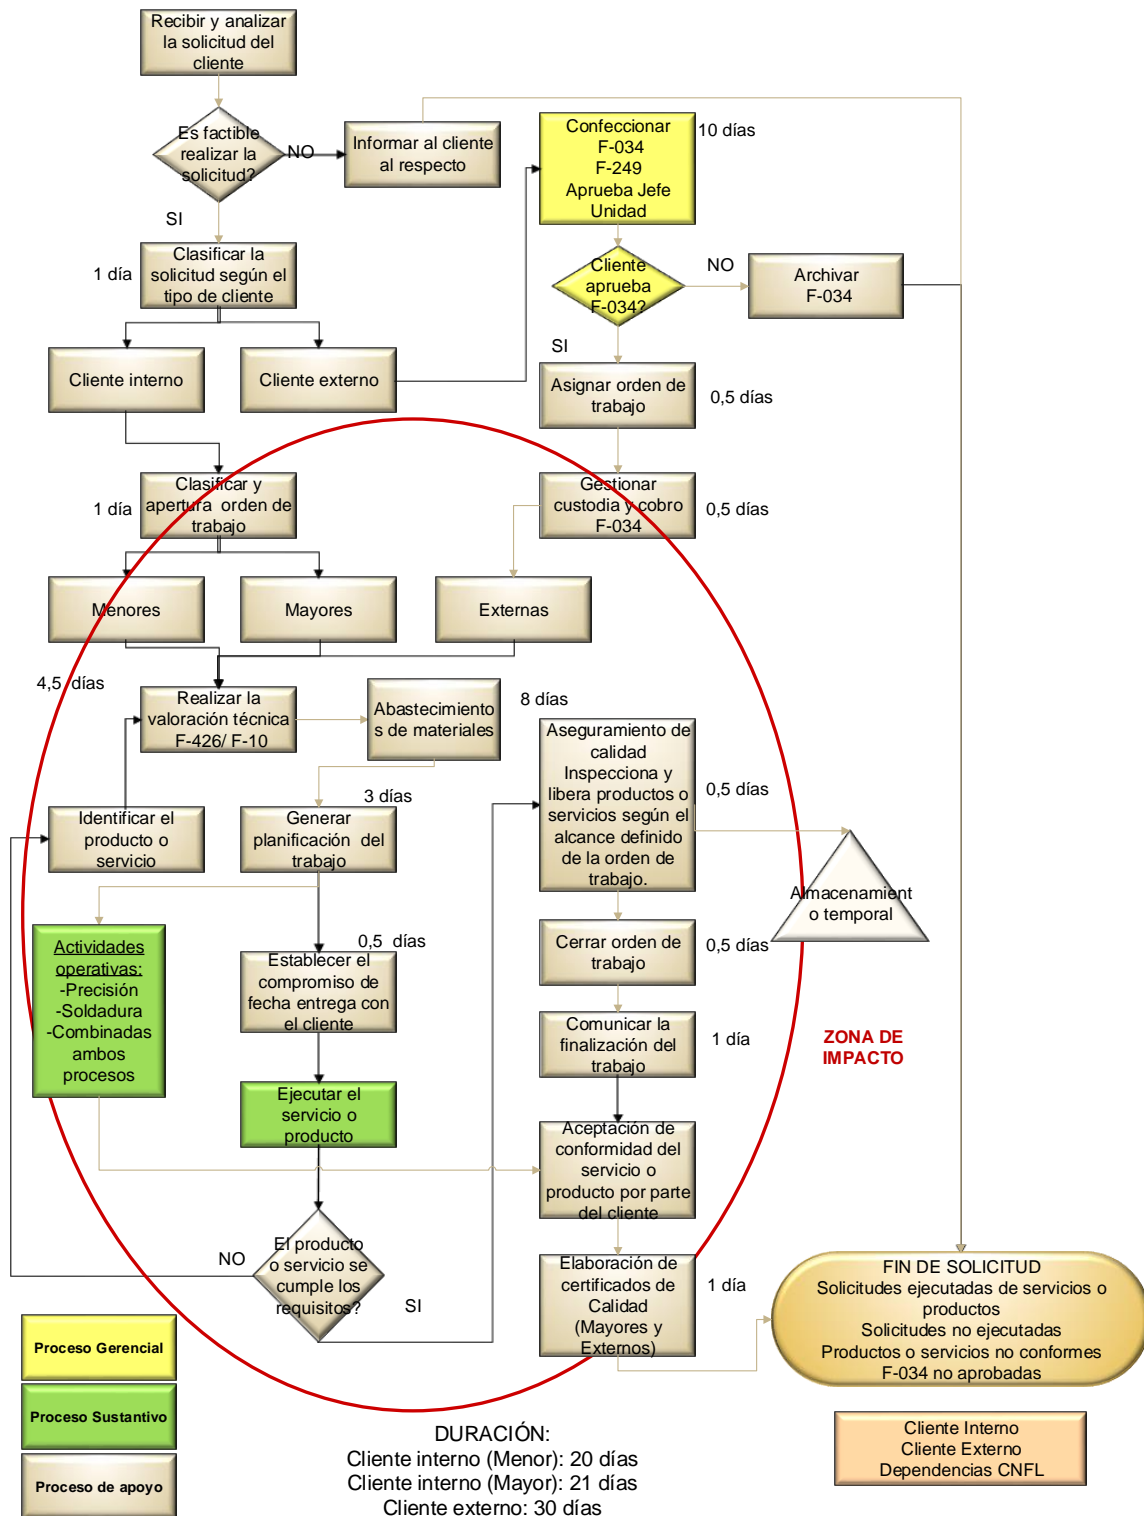 Recibir y analizar
la solicitud del
cliente
Es factible
realizar la
solicitud?
NO
Informar al cliente
al respecto
SI
Confeccionar
F-034
F-249
Aprueba Jefe
Unidad
10 días
Clasificar la
solicitud según el
tipo de cliente
1 día
Cliente
aprueba
F-034?
NO
Archivar
F-034
SI
Cliente interno
Cliente externo
Asignar orden de
trabajo
0,5 días
Clasificar y
apertura orden de
trabajo
1 día
Gestionar
custodia y cobro
F-034
0,5 días
Menores
Mayores
Externas
4,5 días
Realizar la
valoración técnica
F-426/ F-10
Abastecimiento
s de materiales
8 días
Aseguramiento de
calidad
Inspecciona y
libera productos o
servicios según el
alcance definido
de la orden de
trabajo.
0,5 días
Identificar el
producto o
servicio
3 días
Generar
planificación del
trabajo
Almacenamient
o temporal
Actividades
operativas:
-Precisión
-Soldadura
-Combinadas
ambos
procesos
0,5 días
Establecer el
compromiso de
fecha entrega con
el cliente
Cerrar orden de
trabajo
0,5 días
Comunicar la
finalización del
trabajo
1 día
ZONA DE
IMPACTO
Ejecutar el
servicio o
producto
Aceptación de
conformidad del
servicio o
producto por parte
del cliente
El producto
o servicio se
cumple los
requisitos?
NO
SI
Elaboración de
certificados de
Calidad
(Mayores y
Externos)
1 día
FIN DE SOLICITUD
Solicitudes ejecutadas de servicios o
productos
Solicitudes no ejecutadas
Productos o servicios no conformes
F-034 no aprobadas
Proceso Gerencial
Proceso Sustantivo
Proceso de apoyo
DURACIÓN:
Cliente interno (Menor): 20 días
Cliente interno (Mayor): 21 días
Cliente externo: 30 días
Cliente Interno
Cliente Externo
Dependencias CNFL